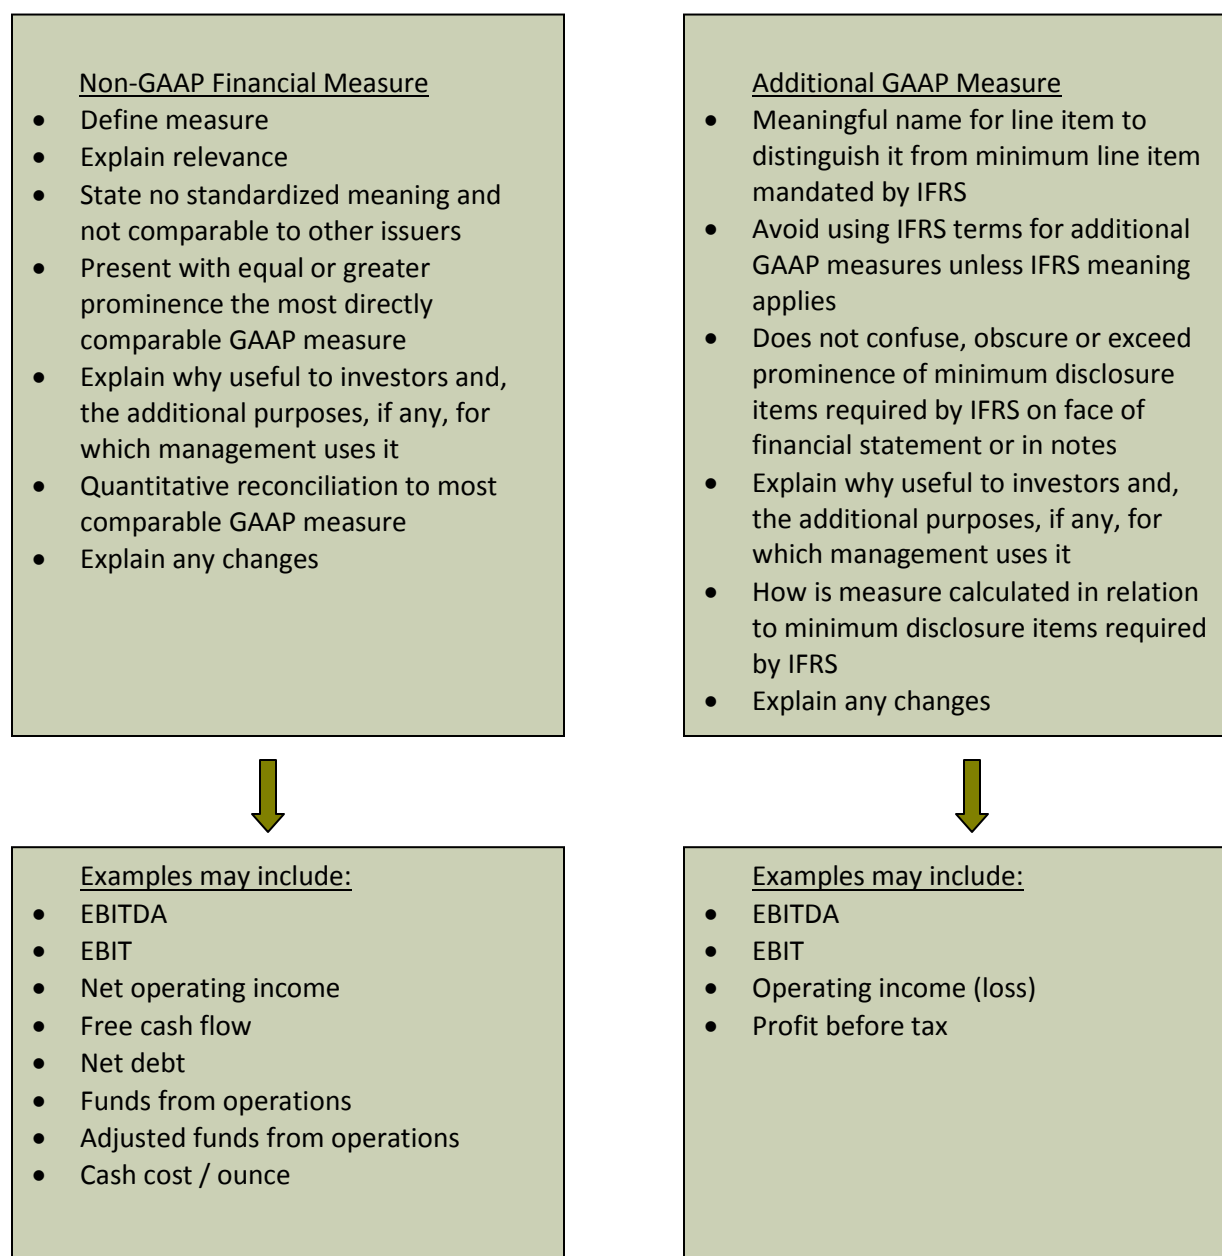 Non-GAAP Financial Measure
• Define measure
• Explain relevance
• State no standardized meaning and
not comparable to other issuers
• Present with equal or greater
prominence the most directly
comparable GAAP measure
• Explain why useful to investors and,
the additional purposes, if any, for
which management uses it
• Quantitative reconciliation to most
comparable GAAP measure
• Explain any changes
Additional GAAP Measure
• Meaningful name for line item to
distinguish it from minimum line item
mandated by IFRS
• Avoid using IFRS terms for additional
GAAP measures unless IFRS meaning
applies
• Does not confuse, obscure or exceed
prominence of minimum disclosure
items required by IFRS on face of
financial statement or in notes
• Explain why useful to investors and,
the additional purposes, if any, for
which management uses it
• How is measure calculated in relation
to minimum disclosure items required
by IFRS
• Explain any changes
Examples may include:
• EBITDA
• EBIT
• Net operating income
• Free cash flow
• Net debt
• Funds from operations
• Adjusted funds from operations
• Cash cost / ounce
Examples may include:
• EBITDA
• EBIT
• Operating income (loss)
• Profit before tax